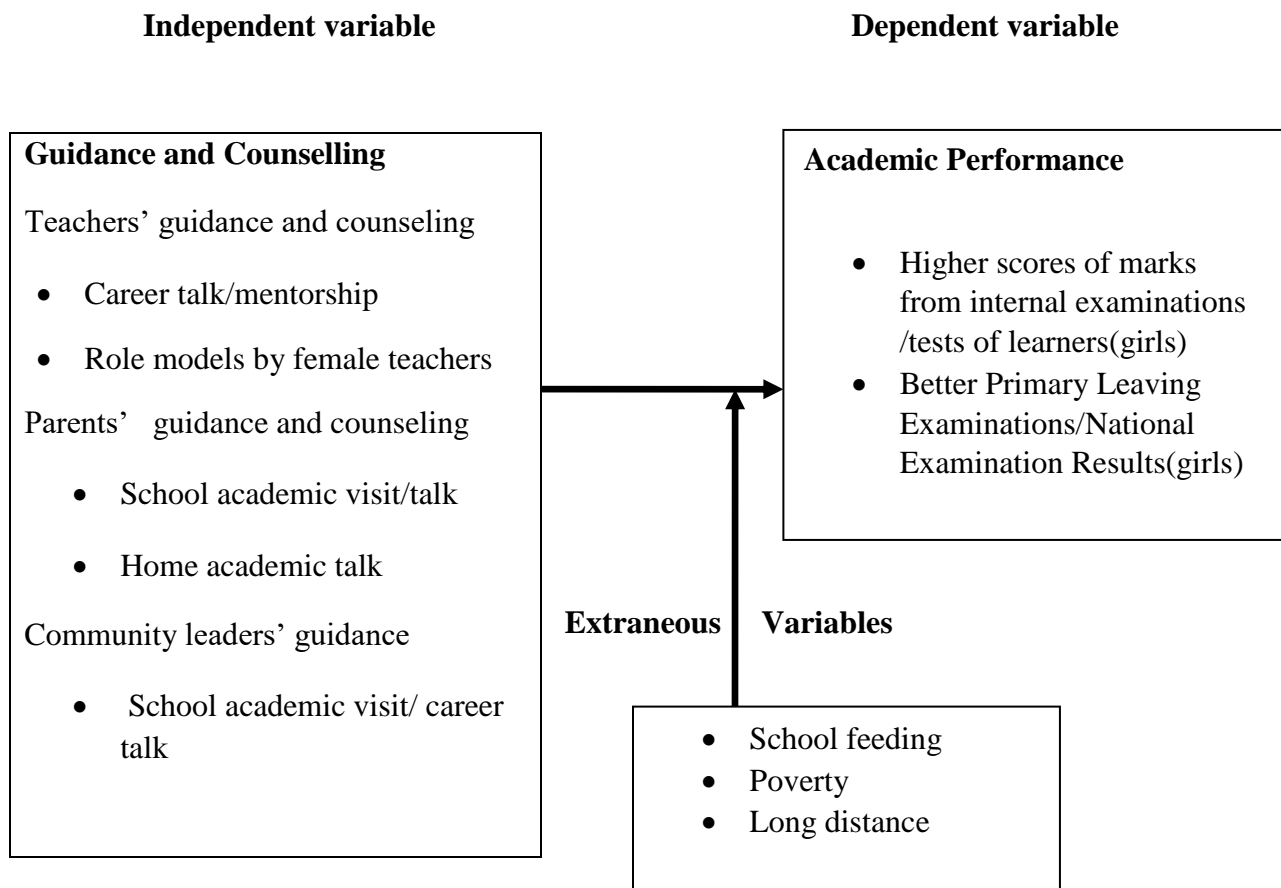 Independent variable
Dependent variable
Guidance and Counselling
Teachers’ guidance and counseling
• Career talk/mentorship
• Role models by female teachers
Parents’ guidance and counseling
• School academic visit/talk
• Home academic talk
Community leaders’ guidance
• School academic visit/ career
talk
Academic Performance
• Higher scores of marks
from internal examinations
/tests of learners(girls)
• Better Primary Leaving
Examinations/National
Examination Results(girls)
Extraneous Variables
• School feeding
• Poverty
• Long distance